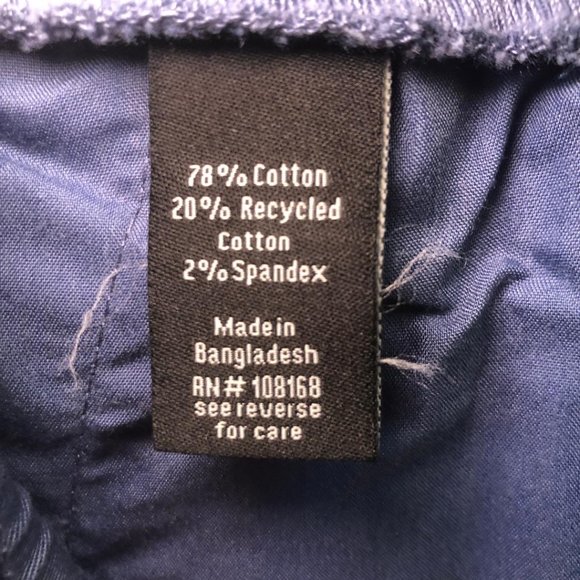 78% Cotton
20% Recycled
Cotton
2% Spandex
Made in
Bangladesh
RN# 108168
see reverse
for care